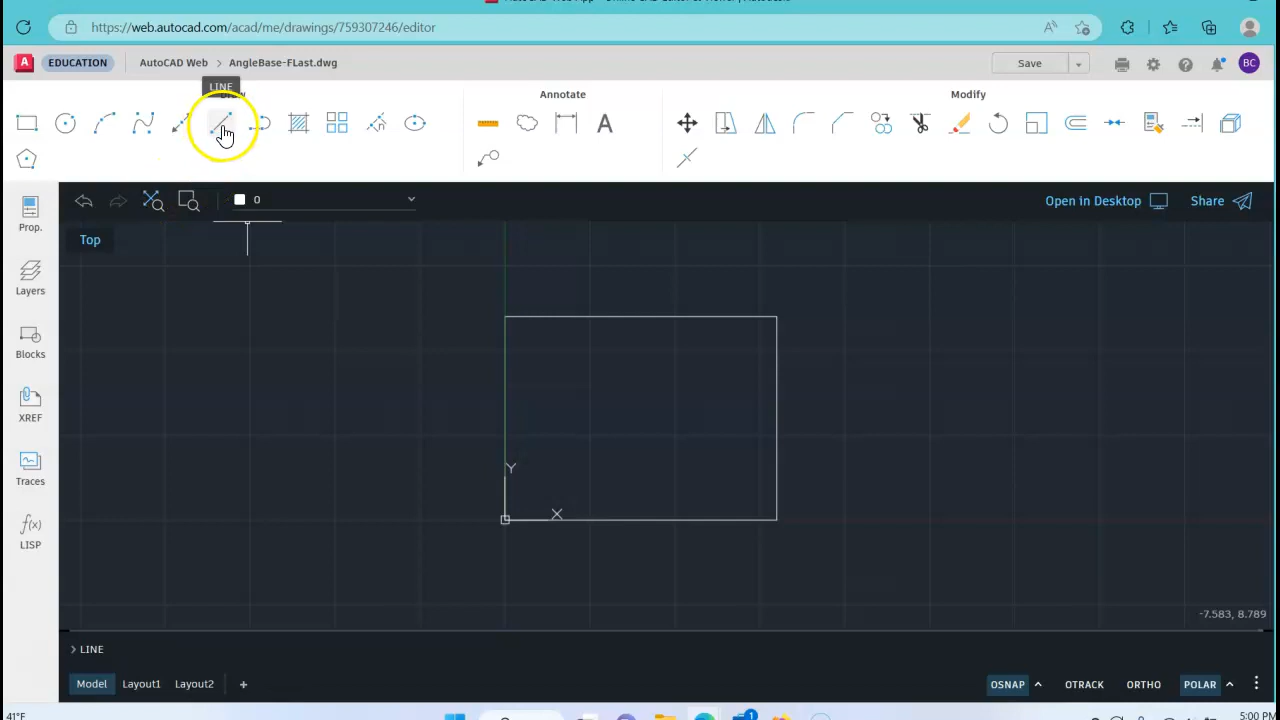 https://web.autocad.com/acad/me/drawings/759307246/editor
EDUCATION
AutoCAD Web > AngleBase-FLast.dwg
Save
BC
LINE
Annotate
Modify
A
0
Open in Desktop
Share
Prop.
Layers
Blocks
XREF
Traces
f(x)
LISP
Top
Y
X
-7.583, 8.789
> LINE
Model
Layout1
Layout2
+
OSNAP
OTRACK
ORTHO
POLAR
41°F
1
5:00 PM